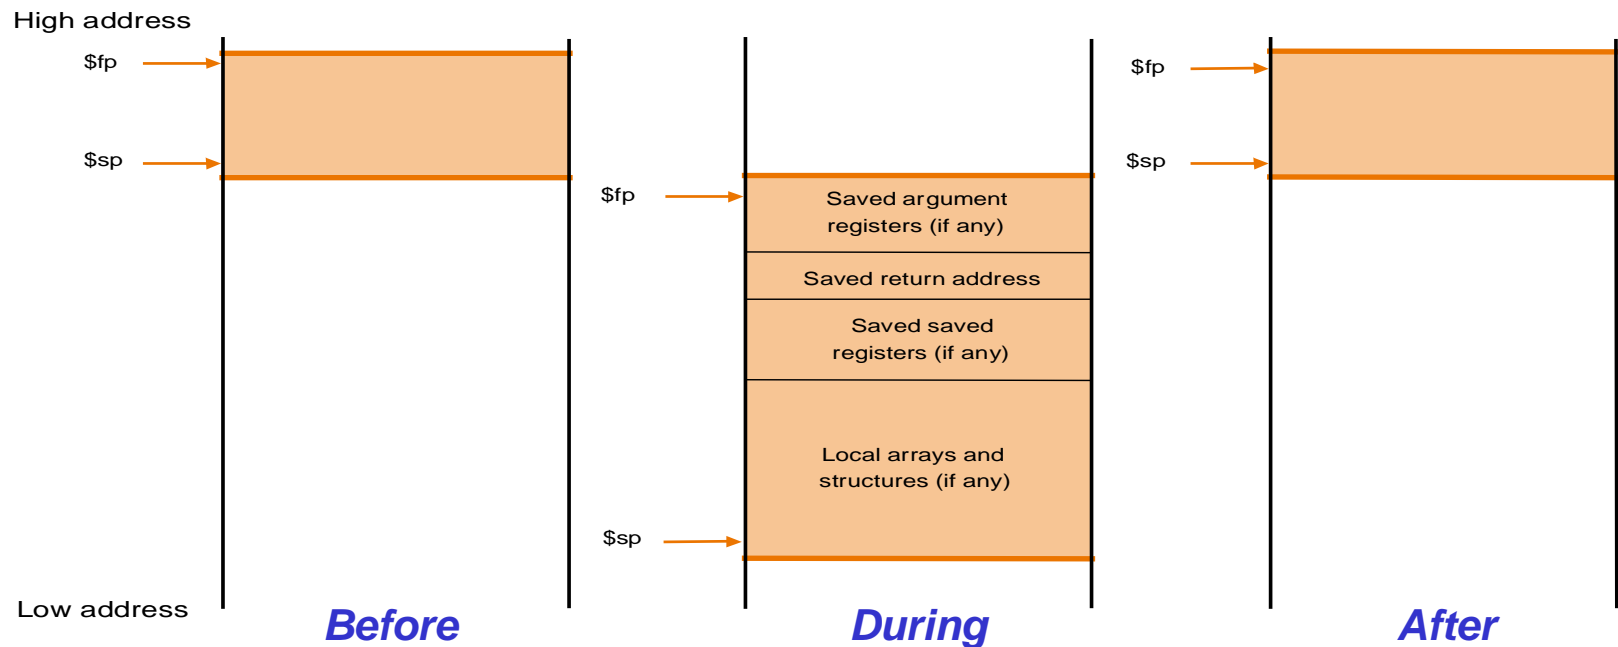 High address
$fp
$sp
$fp
Saved argument
registers (if any)
Saved return address
Saved saved
registers (if any)
Local arrays and
structures (if any)
$sp
$fp
$sp
Low address
Before
During
After